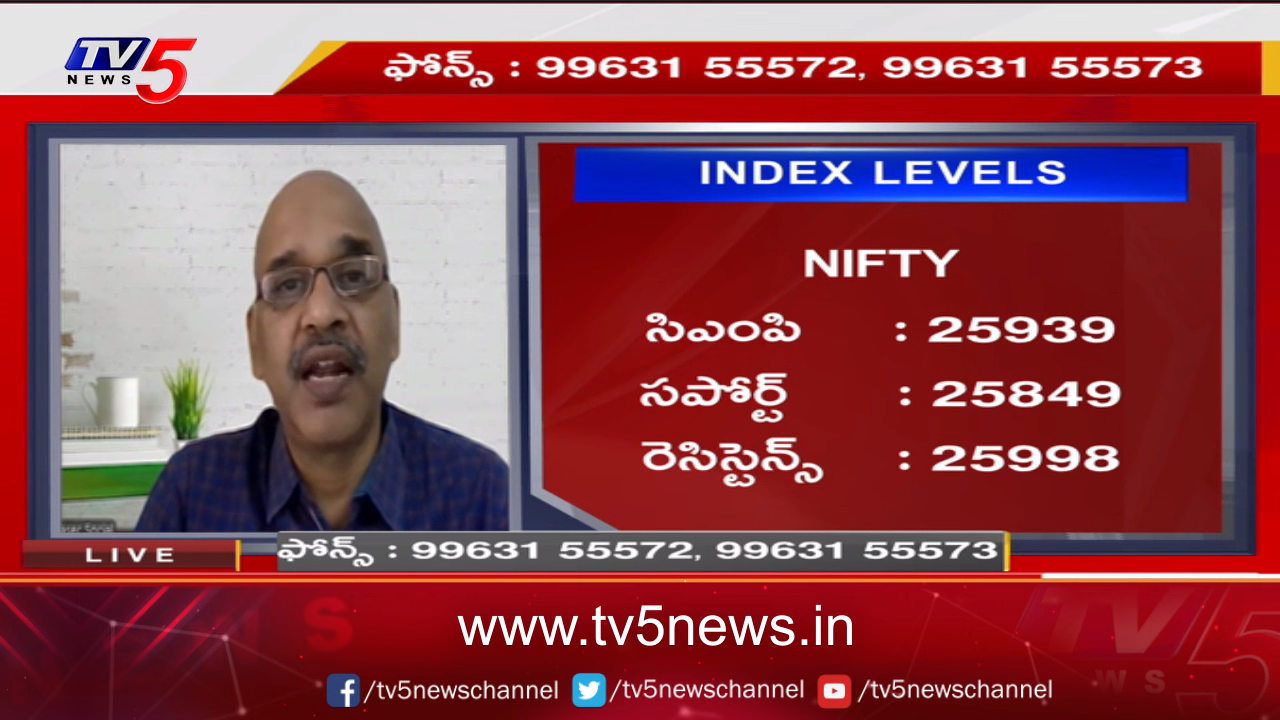 TV5
NEWS
ఫోన్స్ : 99631 55572, 99631 55573
INDEX LEVELS
NIFTY
సిఎంపి : 25939
సపోర్ట్ : 25849
రెసిస్టెన్స్ : 25998
LIVE
ఫోన్స్ : 99631 55572, 99631 55573
www.tv5news.in
/tv5newschannel /tv5newschannel /tv5newschannel